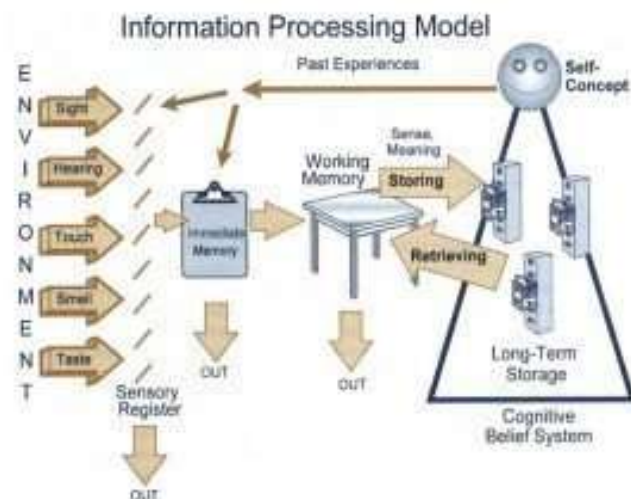 Information Processing Model
ENVIRONMENT
Past Experiences
Self-
Concept
Sight
Hearing
Touch
Smell
Taste
Sense,
Meaning
Working
Memory
Storing
Immediate
Memory
Retrieving
OUT
OUT
Long-Term
Storage
Sensory
Register
Cognitive
Belief System
OUT